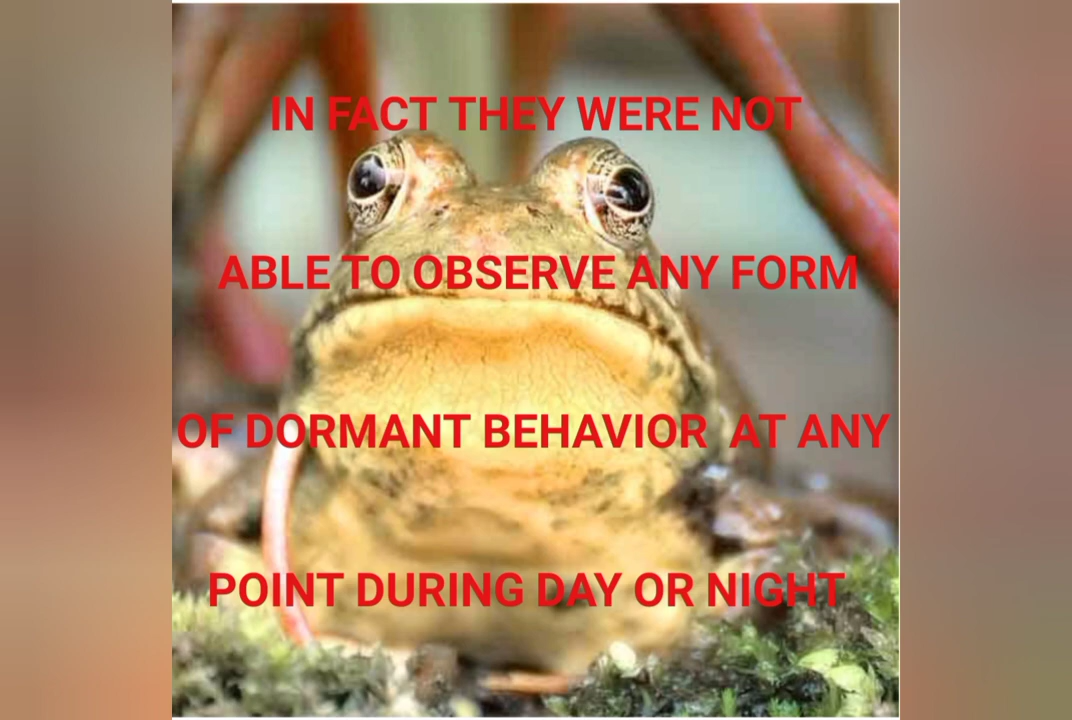 IN FACT THEY WERE NOT
ABLE TO OBSERVE ANY FORM
OF DORMANT BEHAVIOR AT ANY
POINT DURING DAY OR NIGHT